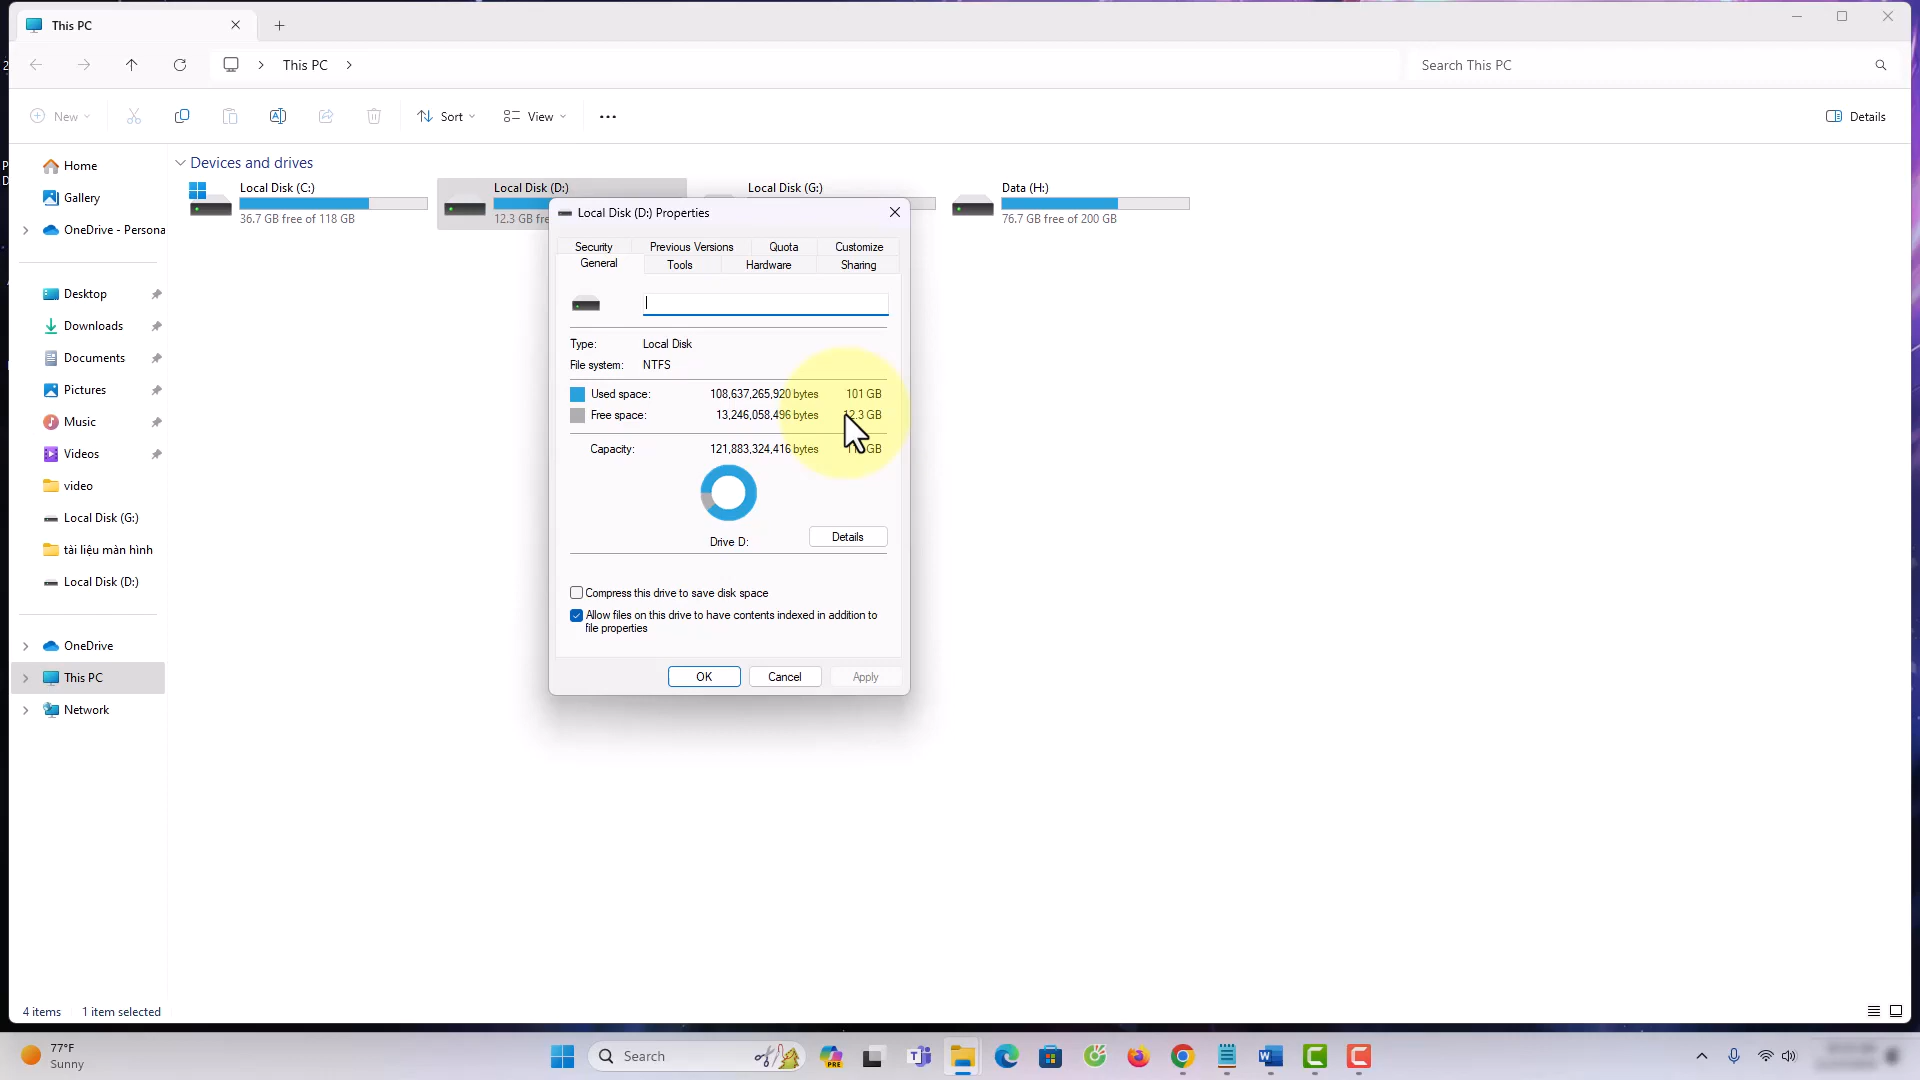 This PC
This PC
Search This PC
New
Sort
View
Details
Home
Gallery
OneDrive - Persona
Desktop
Downloads
Documents
Pictures
Music
Videos
video
Local Disk (G:)
tài liệu màn hình
Local Disk (D:)
OneDrive
This PC
Network
Devices and drives
Local Disk (C:)
36.7 GB free of 118 GB
Local Disk (D:)
12.3 GB fre
Local Disk (G:)
Data (H:)
76.7 GB free of 200 GB
Local Disk (D:) Properties
Security Previous Versions Quota Customize
General Tools Hardware Sharing
Type: Local Disk
File system: NTFS
Used space: 108,637,265,920 bytes 101 GB
Free space: 13,246,058,496 bytes 12.3 GB
Capacity: 121,883,324,416 bytes GB
Drive D:
Details
Compress this drive to save disk space
Allow files on this drive to have contents indexed in addition to
file properties
OK Cancel Apply
4 items 1 item selected
77°F
Sunny
Search
PRE